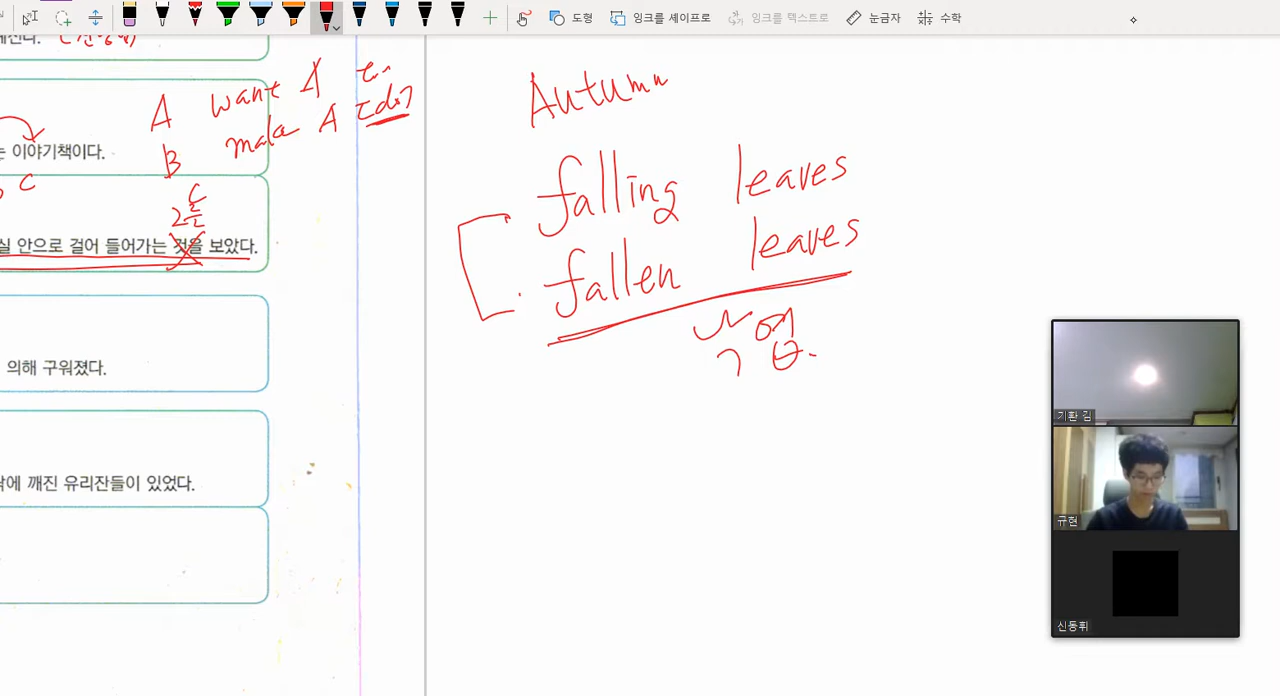 도형 잉크를 셰이프로 잉크를 텍스트로 눈금자 수학
want A to
A make A do
는 이야기책이다.
B
C
C
실 안으로 걸어 들어가는 것을 보았다.
의해 구워졌다.
에 깨진 유리잔들이 있었다.
Autumn
falling leaves
fallen leaves
기환 김
규현
신동휘